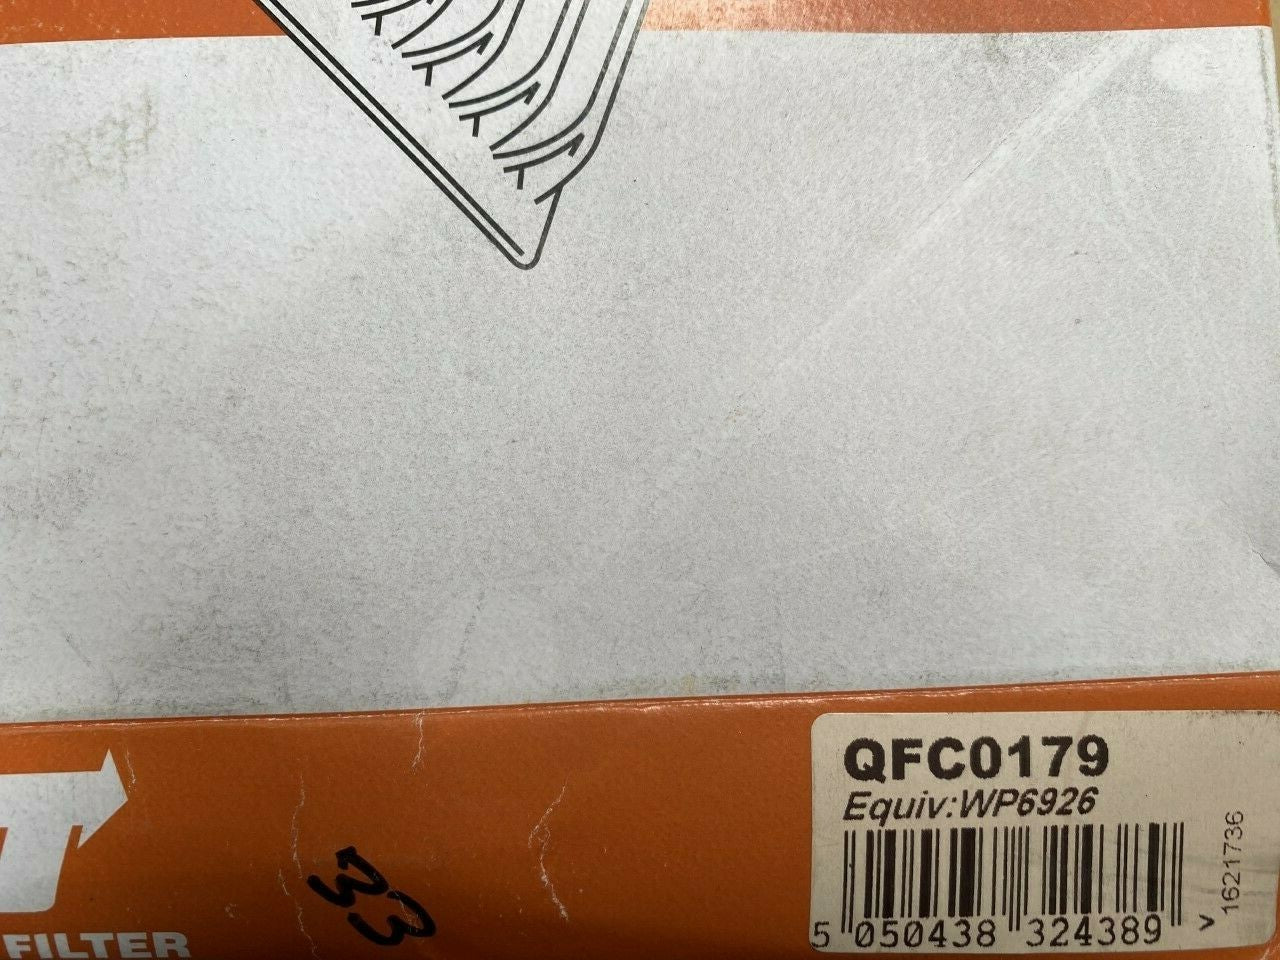 QFC0179
Equiv:WP6926
5 050438 324389 >
1621736
33
T
FILTER